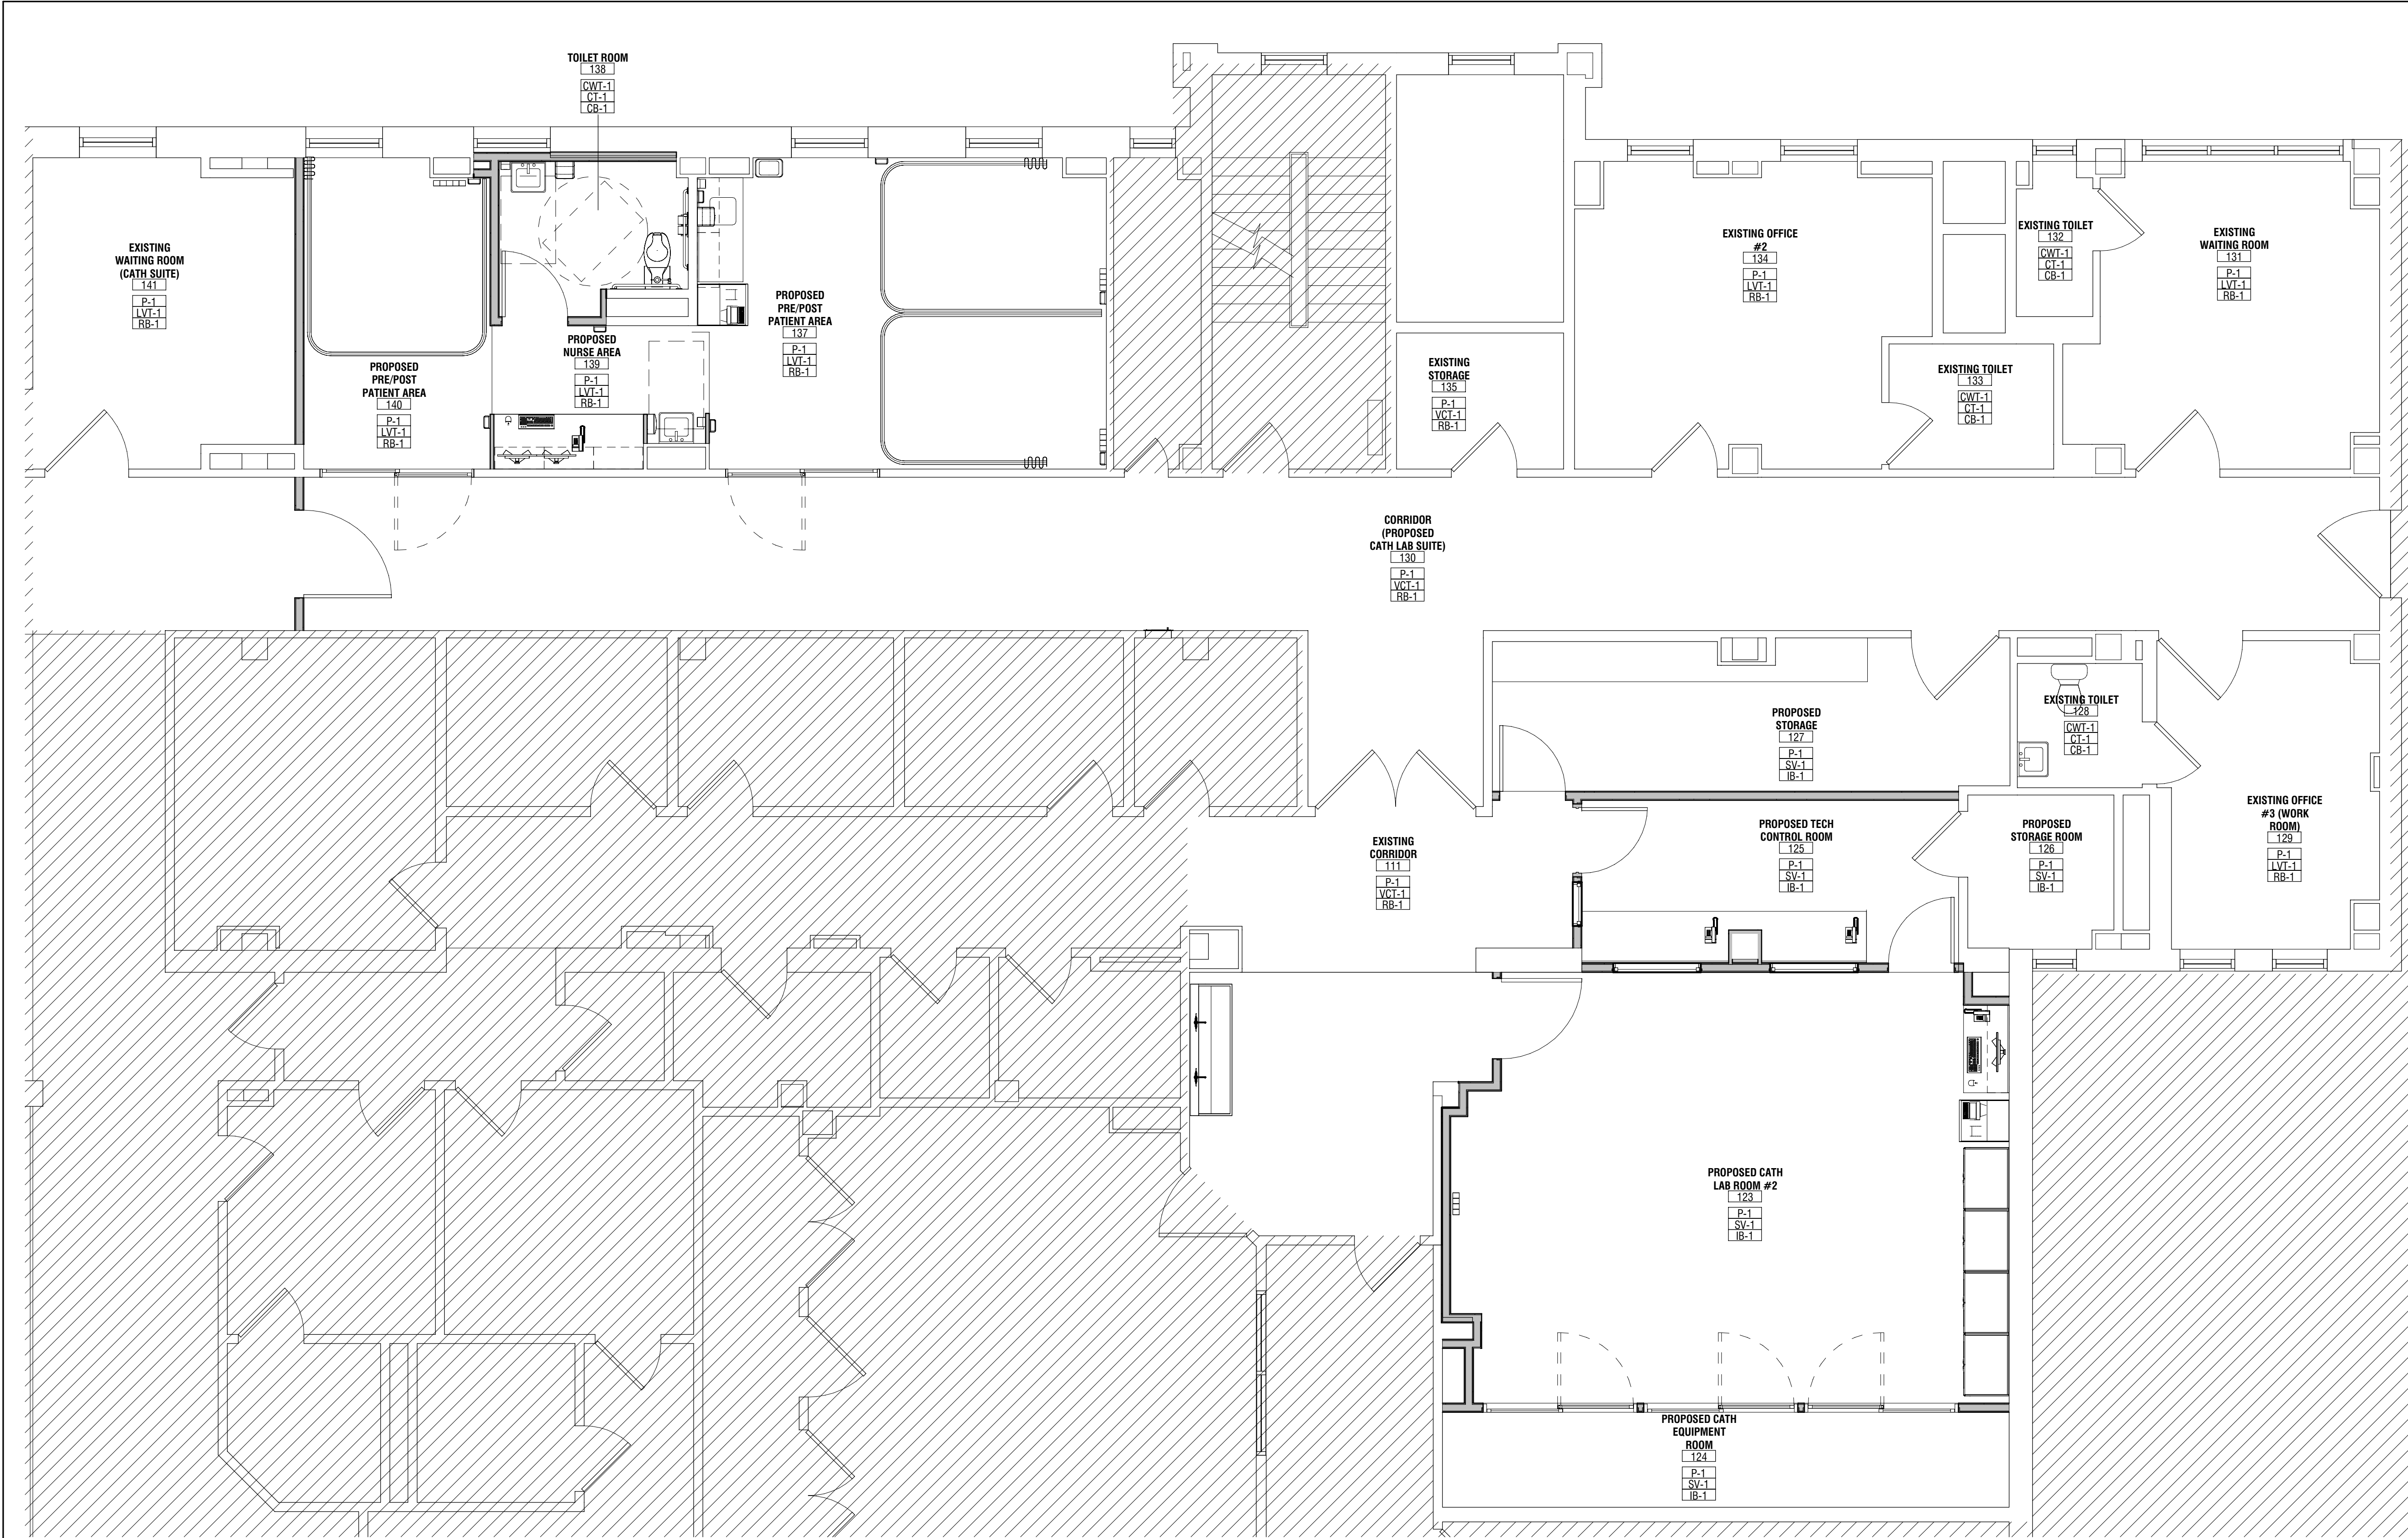 TOILET ROOM
138
CWT-1
CT-1
CB-1
EXISTING
WAITING ROOM
(CATH SUITE)
141
P-1
LVT-1
RB-1
PROPOSED
PRE/POST
PATIENT AREA
140
P-1
LVT-1
RB-1
PROPOSED
NURSE AREA
139
P-1
LVT-1
RB-1
PROPOSED
PRE/POST
PATIENT AREA
137
P-1
LVT-1
RB-1
EXISTING
STORAGE
135
P-1
VCT-1
RB-1
EXISTING OFFICE
#2
134
P-1
LVT-1
RB-1
EXISTING TOILET
132
CWT-1
CT-1
CB-1
EXISTING TOILET
133
CWT-1
CT-1
CB-1
EXISTING
WAITING ROOM
131
P-1
LVT-1
RB-1
CORRIDOR
(PROPOSED
CATH LAB SUITE)
130
P-1
VCT-1
RB-1
PROPOSED
STORAGE
127
P-1
SV-1
IB-1
EXISTING TOILET
128
CWT-1
CT-1
CB-1
EXISTING
CORRIDOR
111
P-1
VCT-1
RB-1
PROPOSED TECH
CONTROL ROOM
125
P-1
SV-1
IB-1
PROPOSED
STORAGE ROOM
126
P-1
SV-1
IB-1
EXISTING OFFICE
#3 (WORK
ROOM)
129
P-1
LVT-1
RB-1
PROPOSED CATH
LAB ROOM #2
123
P-1
SV-1
IB-1
PROPOSED CATH
EQUIPMENT
ROOM
124
P-1
SV-1
IB-1